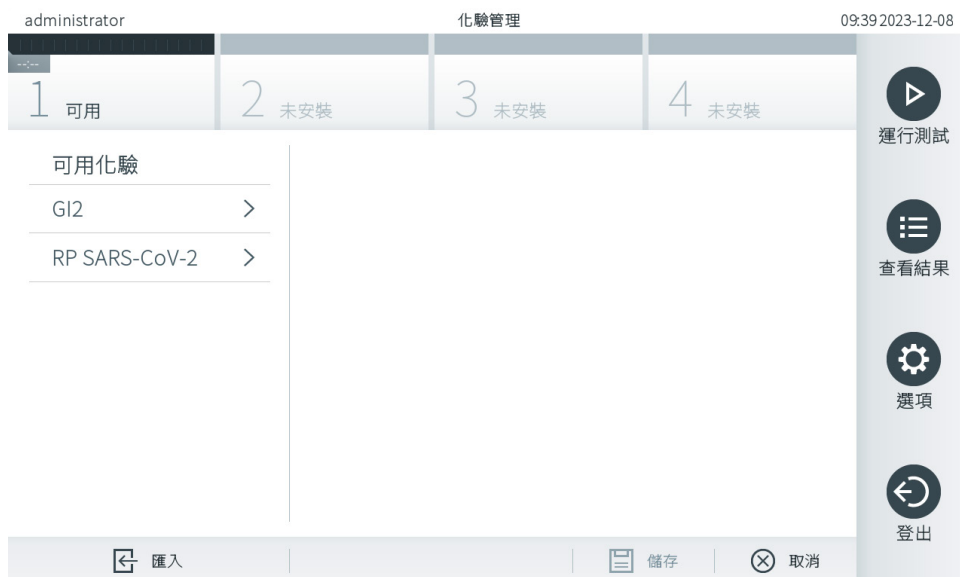 administrator 化驗管理 09:39 2023-12-08
--:--
1 可用 2 未安裝 3 未安裝 4 未安裝
運行測試
可用化驗
GI2
RP SARS-CoV-2
查看結果
選項
登出
匯入 儲存 取消